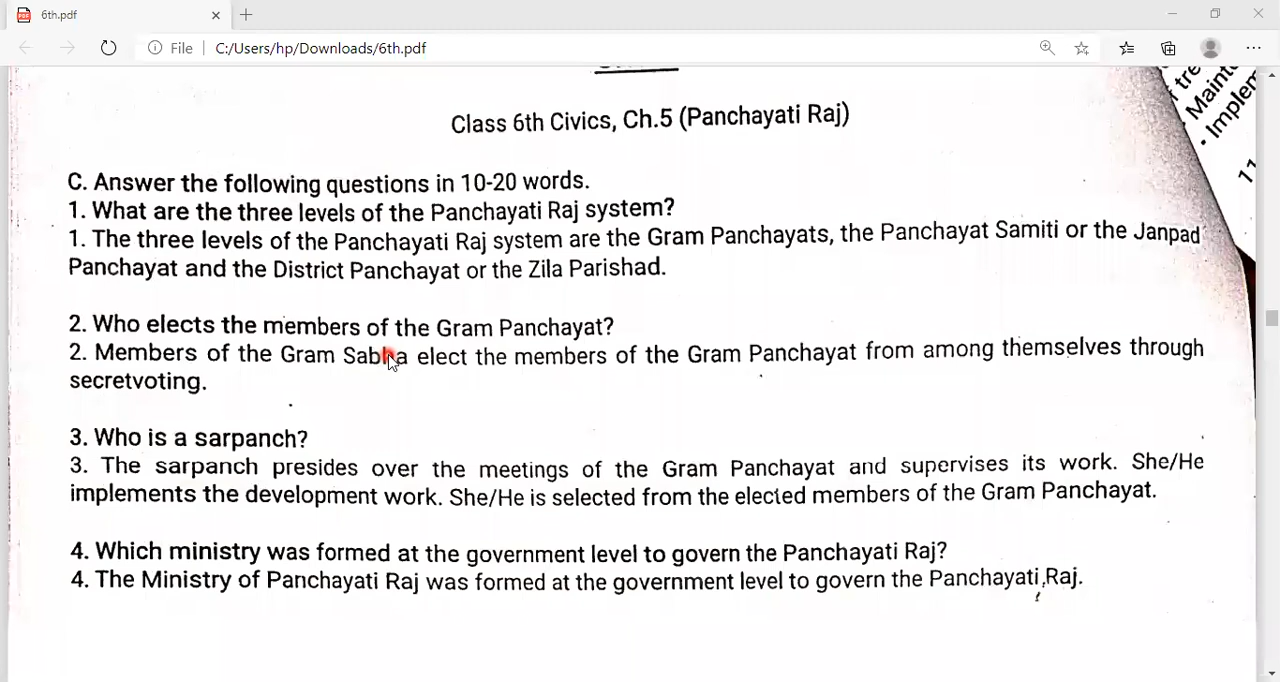 6th.pdf
File
C:/Users/hp/Downloads/6th.pdf
tre
Maint
· Implem
11
Class 6th Civics, Ch.5 (Panchayati Raj)
C. Answer the following questions in 10-20 words.
1. What are the three levels of the Panchayati Raj system?
1. The three levels of the Panchayati Raj system are the Gram Panchayats, the Panchayat Samiti or the Janpad
Panchayat and the District Panchayat or the Zila Parishad.
2. Who elects the members of the Gram Panchayat?
2. Members of the Gram Sabha elect the members of the Gram Panchayat from among themselves through
secretvoting.
3. Who is a sarpanch?
3. The sarpanch presides over the meetings of the Gram Panchayat and supervises its work. She/He
implements the development work. She/He is selected from the elected members of the Gram Panchayat.
4. Which ministry was formed at the government level to govern the Panchayati Raj?
4. The Ministry of Panchayati Raj was formed at the government level to govern the Panchayati Raj.